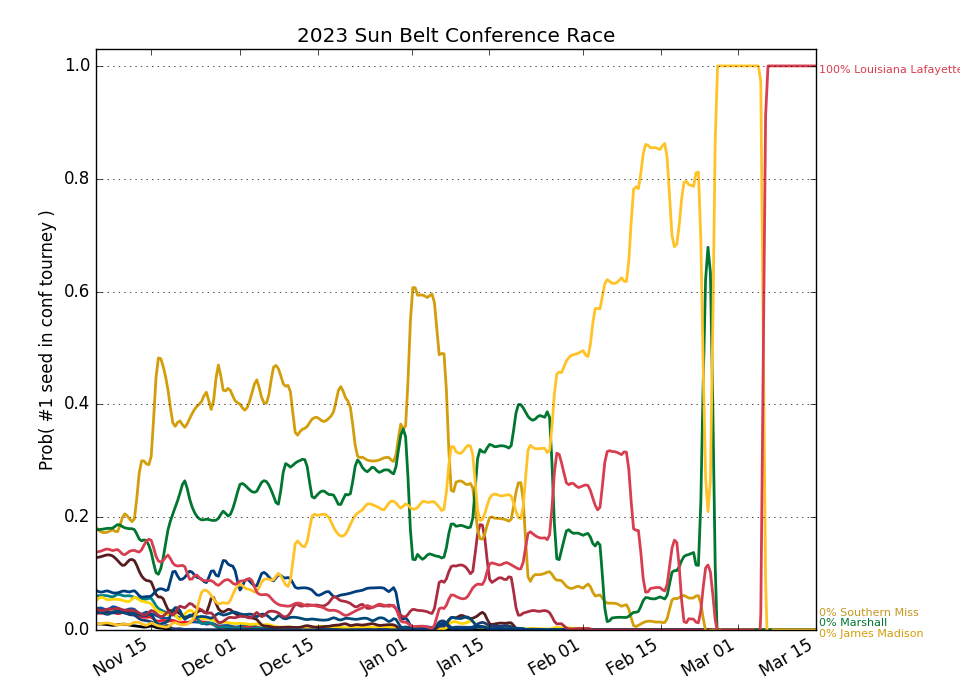 2023 Sun Belt Conference Race
Prob( #1 seed in conf tourney )
1.0
0.8
0.6
0.4
0.2
0.0
Nov 15
Dec 01
Dec 15
Jan 01
Jan 15
Feb 01
Feb 15
Mar 01
Mar 15
100% Louisiana Lafayette
0% Southern Miss
0% Marshall
0% James Madison